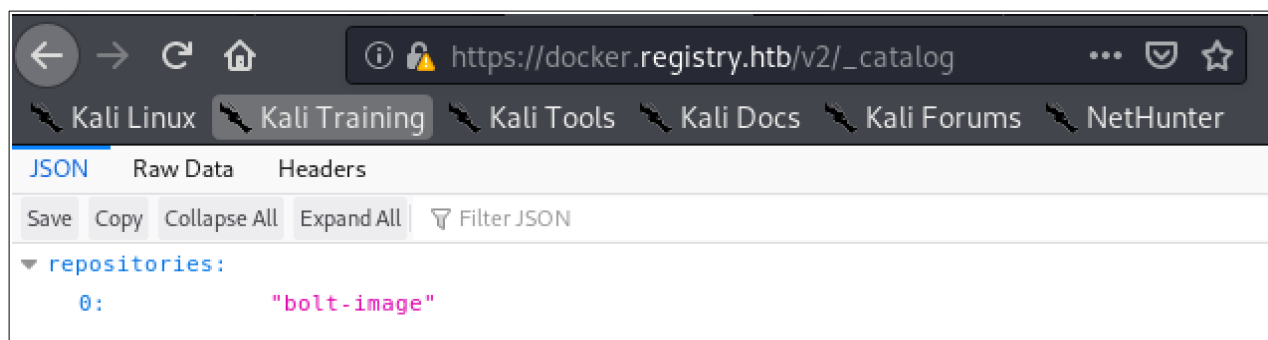 https://docker.registry.htb/v2/_catalog
Kali Linux Kali Training Kali Tools Kali Docs Kali Forums NetHunter
JSON Raw Data Headers
Save Copy Collapse All Expand All Filter JSON
repositories:
0: "bolt-image"